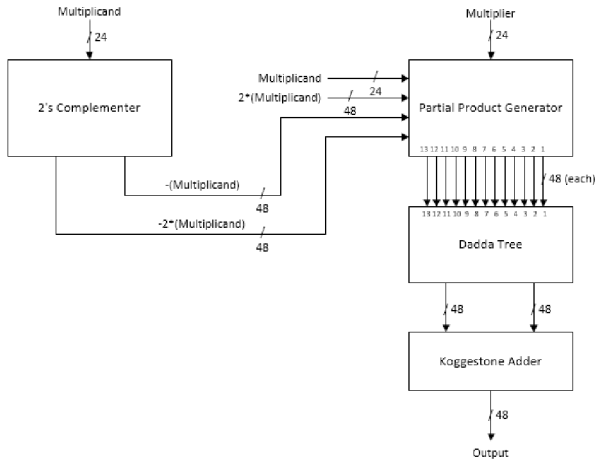 Multiplicand
Multiplier
24
24
Multiplicand
24
2*(Multiplicand)
48
2's Complementer
Partial Product Generator
13 12 11 10 9 8 7 6 5 4 3 2 1
-(Multiplicand)
48
48 (each)
-2*(Multiplicand)
48
13 12 11 10 9 8 7 6 5 4 3 2 1
Dadda Tree
48
48
Koggestone Adder
48
Output